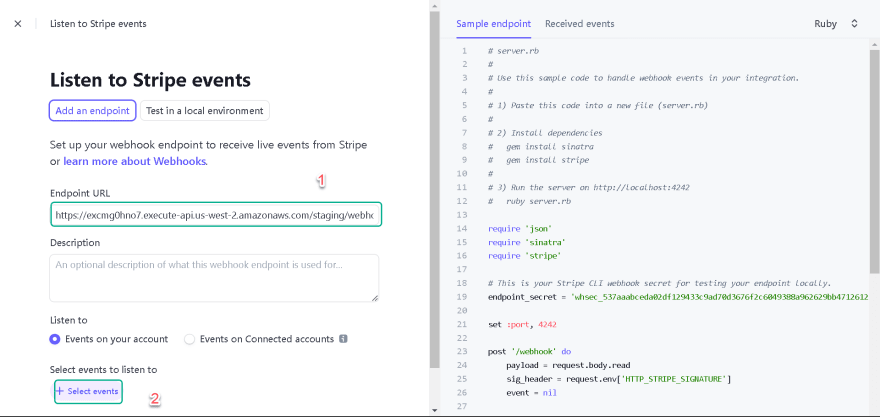 Listen to Stripe events
Listen to Stripe events
Add an endpoint
Test in a local environment
Set up your webhook endpoint to receive live events from Stripe
or learn more about Webhooks.
1
Endpoint URL
https://excmg0hno7.execute-api.us-west-2.amazonaws.com/staging/webho
Description
An optional description of what this webhook endpoint is used for...
Listen to
Events on your account
Events on Connected accounts
Select events to listen to
+ Select events
2
Sample endpoint
Received events
Ruby
1 # server.rb
2 #
3 # Use this sample code to handle webhook events in your integration.
4 #
5 # 1) Paste this code into a new file (server.rb)
6 #
7 # 2) Install dependencies
8 #   gem install sinatra
9 #   gem install stripe
10 #
11 # 3) Run the server on http://localhost:4242
12 #   ruby server.rb
13
14 require 'json'
15 require 'sinatra'
16 require 'stripe'
17
18 # This is your Stripe CLI webhook secret for testing your endpoint locally.
19 endpoint_secret = 'whsec_537aaabceda02df129433c9ad70d3676f2c6049388a962629bb4712612
20
21 set :port, 4242
22
23 post '/webhook' do
24     payload = request.body.read
25     sig_header = request.env['HTTP_STRIPE_SIGNATURE']
26     event = nil
27